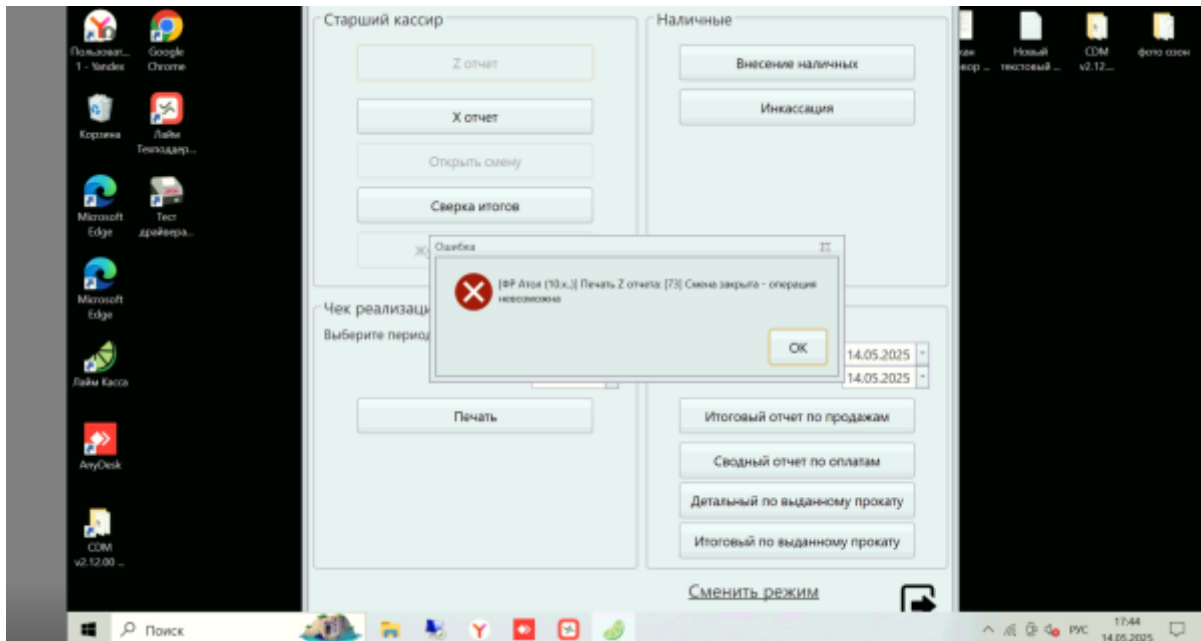 Пользоват...
1 - Yandex
Google
Chrome
Корзина
Лайм
Техподдер...
Microsoft
Edge
Тест
драйвера...
Microsoft
Edge
Лайм Касса
AnyDesk
CDM
v2.12.00 ...
Старший кассир
Z отчет
X отчет
Открыть смену
Сверка итогов
Наличные
Внесение наличных
Инкассация
Новый
текстовый ...
CDM
v2.12...
фото озон
Ошибка
[ФР Атол (10.x.)] Печать Z отчета: [73] Смена закрыта - операция
невозможна
OK
Чек реализаци
Выберите период
14.05.2025
14.05.2025
Печать
Итоговый отчет по продажам
Сводный отчет по оплатам
Детальный по выданному прокату
Итоговый по выданному прокату
Сменить режим
Поиск
РУС
17:44
14.05.2025